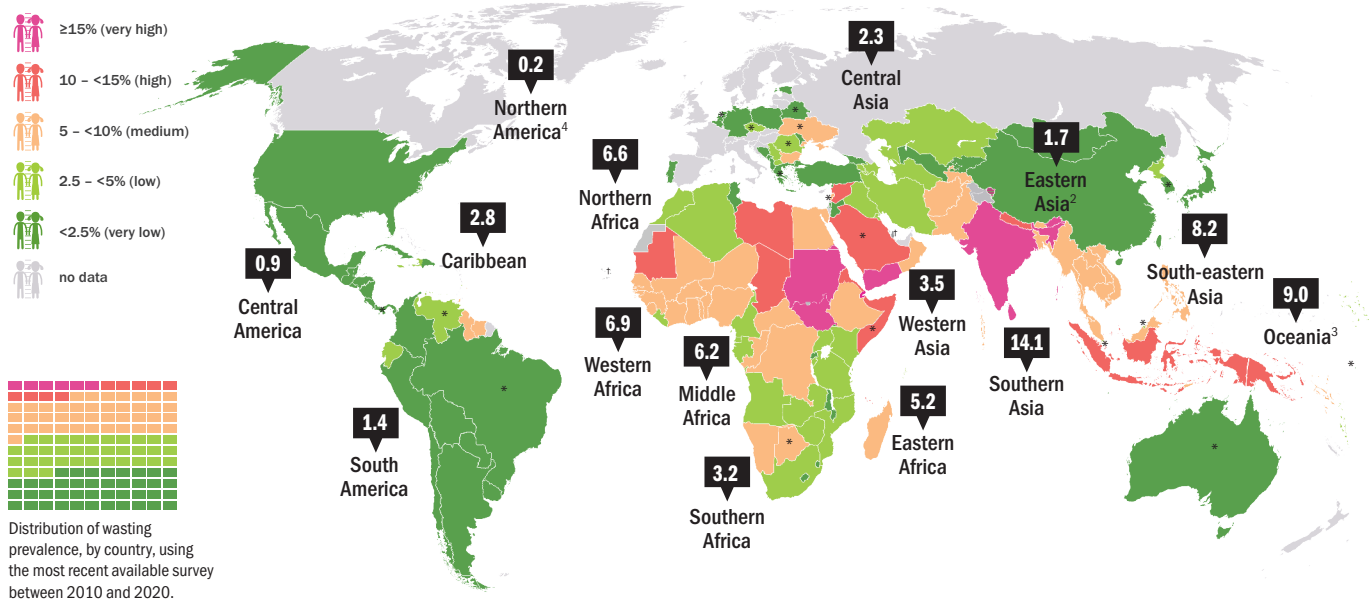 ≥15% (very high)
10 – <15% (high)
5 – <10% (medium)
2.5 – <5% (low)
<2.5% (very low)
no data
0.2
Northern
America⁴
2.3
Central
Asia
1.7
Eastern
Asia²
6.6
Northern
Africa
2.8
Caribbean
0.9
Central
America
8.2
South-eastern
Asia
9.0
Oceania³
3.5
Western
Asia
14.1
Southern
Asia
6.9
Western
Africa
6.2
Middle
Africa
5.2
Eastern
Africa
1.4
South
America
3.2
Southern
Africa
Distribution of wasting
prevalence, by country, using
the most recent available survey
between 2010 and 2020.